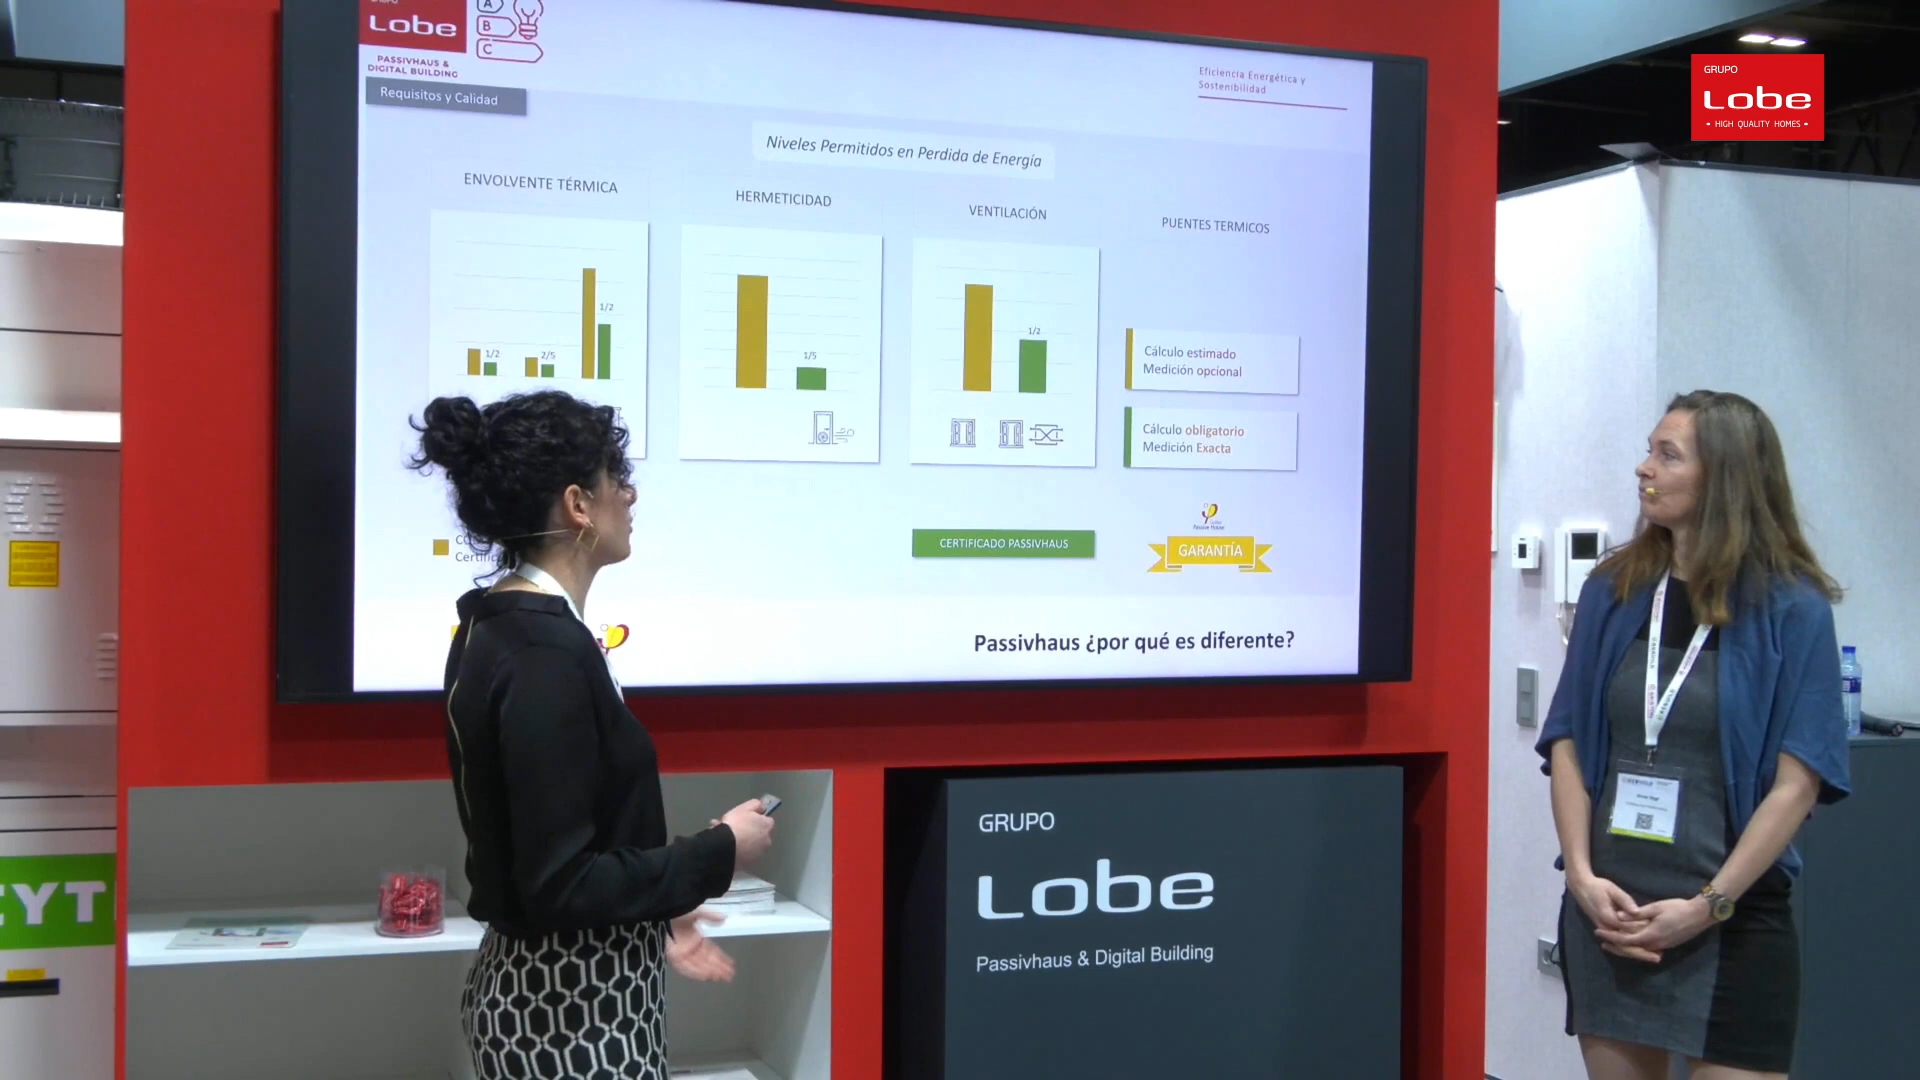 Lobe
A
B
C
PASSIVHAUS &
DIGITAL BUILDING
Requisitos y Calidad
Eficiencia Energética y
Sostenibilidad
Niveles Permitidos en Perdida de Energía
ENVOLVENTE TÉRMICA
HERMETICIDAD
VENTILACIÓN
PUENTES TERMICOS
1/2
2/5
1/2
1/5
1/2
Cálculo estimado
Medición opcional
Cálculo obligatorio
Medición Exacta
CERTIFICADO PASSIVHAUS
Passive House
GARANTÍA
Passivhaus ¿por qué es diferente?
GRUPO
Lobe
Passivhaus & Digital Building
GRUPO
Lobe
• HIGH QUALITY HOMES •